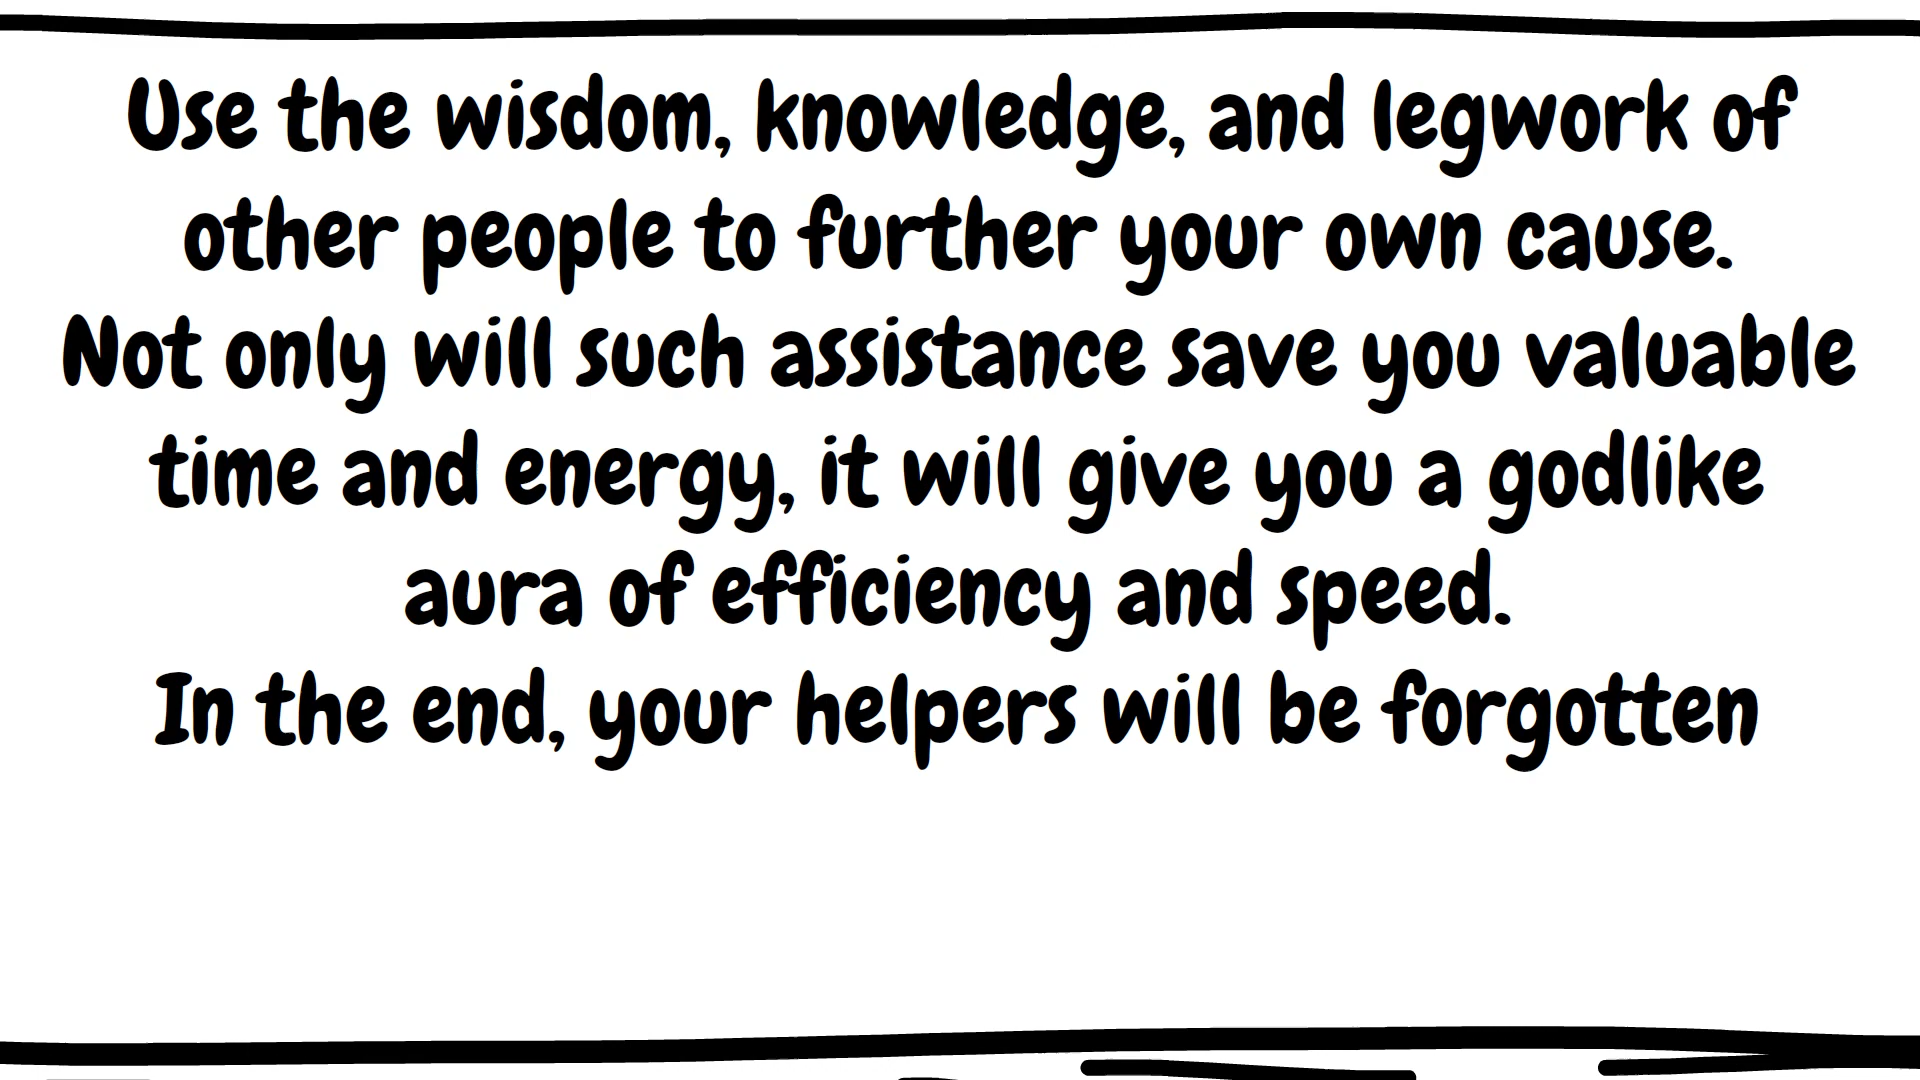 Use the wisdom, knowledge, and legwork of
other people to further your own cause.
Not only will such assistance save you valuable
time and energy, it will give you a godlike
aura of efficiency and speed.
In the end, your helpers will be forgotten